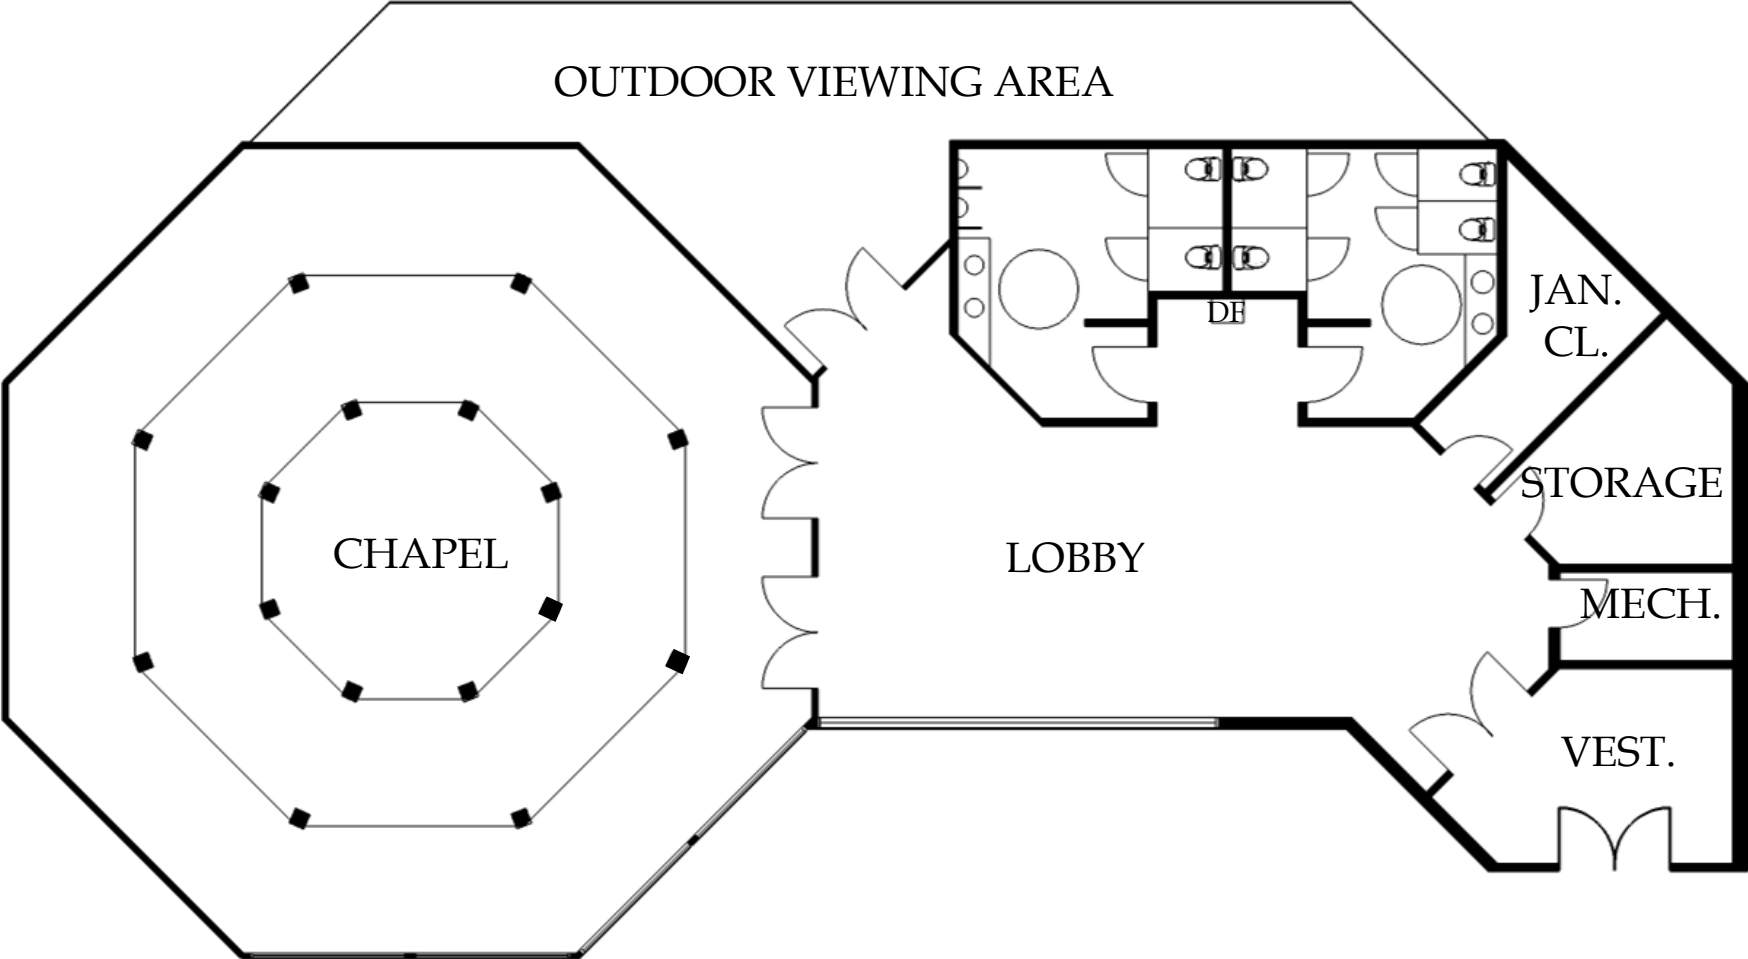 OUTDOOR VIEWING AREA
DF
JAN.
CL.
STORAGE
CHAPEL
LOBBY
MECH.
VEST.